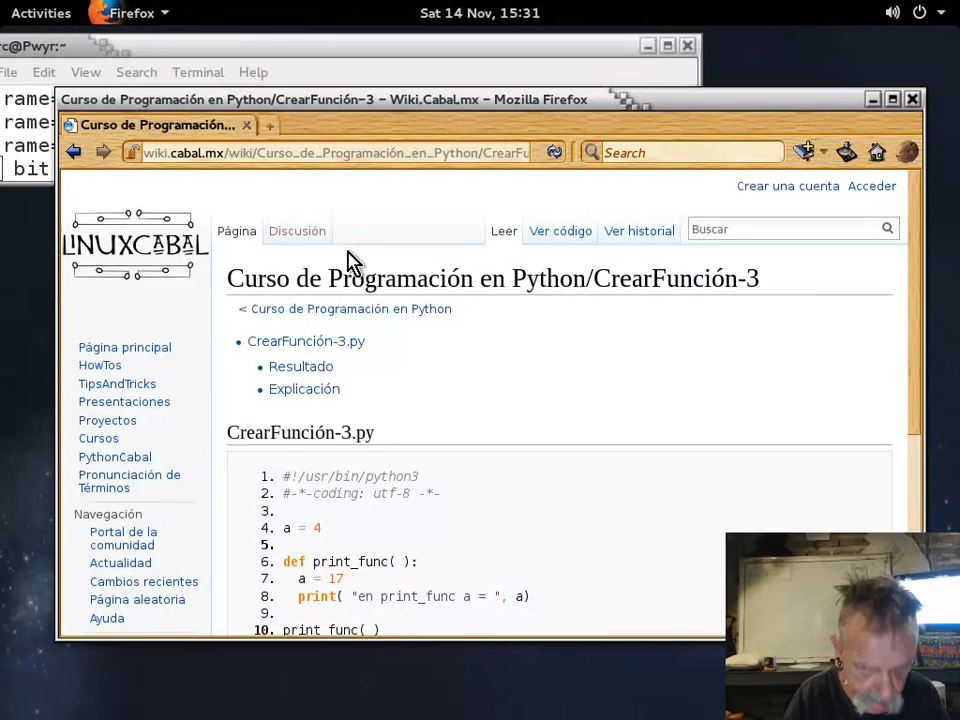 Activities Firefox Sat 14 Nov, 15:31
rc@Pwyr:~
File Edit View Search Terminal Help
rame=
rame=
rame=
bit
Curso de Programación en Python/CrearFunción-3 - Wiki.Cabal.mx - Mozilla Firefox
Curso de Programación...
wiki.cabal.mx/wiki/Curso_de_Programación_en_Python/CrearFu
Search
Crear una cuenta Acceder
LINUXCABAL
Página Discusión Leer Ver código Ver historial Buscar
Curso de Programación en Python/CrearFunción-3
< Curso de Programación en Python
CrearFunción-3.py
Resultado
Explicación
Página principal
HowTos
TipsAndTricks
Presentaciones
Proyectos
Cursos
PythonCabal
Pronunciación de
Términos
Navegación
Portal de la
comunidad
Actualidad
Cambios recientes
Página aleatoria
Ayuda
CrearFunción-3.py
1. #!/usr/bin/python3
2. #-*-coding: utf-8 -*-
3.
4. a = 4
5.
6. def print_func( ):
7. a = 17
8. print( "en print_func a = ", a)
9.
10. print_func( )